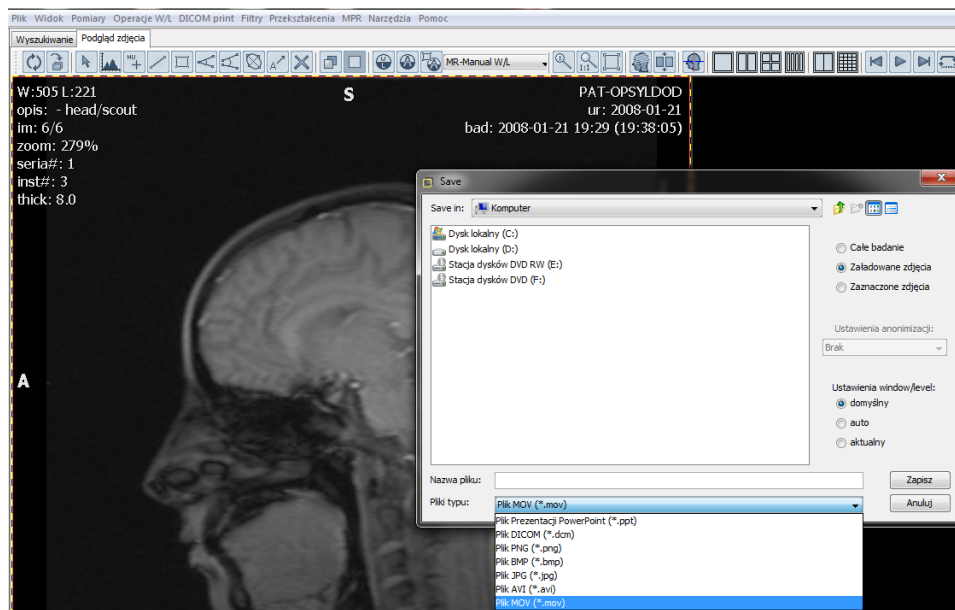 Plik Widok Pomiary Operacje W/L DICOM print Filtry Przekształcenia MPR Narzędzia Pomoc
Wyszukiwanie Podgląd zdjęcia
HU A 1:1 MR-Manual W/L
W:505 L:221
opis: - head/scout
im: 6/6
zoom: 279%
seria#: 1
inst#: 3
thick: 8.0
S
PAT-OPSYLDOD
ur: 2008-01-21
bad: 2008-01-21 19:29 (19:38:05)
A
Save
Save in: Komputer
Dysk lokalny (C:)
Dysk lokalny (D:)
Stacja dysków DVD RW (E:)
Stacja dysków DVD (F:)
Całe badanie
Załadowane zdjęcia
Zaznaczone zdjęcia
Ustawienia anonimizacji:
Brak
Ustawienia window/level:
domyślny
auto
aktualny
Nazwa pliku:
Zapisz
Pliki typu: Plik MOV (*.mov)
Anuluj
Plik Prezentacji PowerPoint (*.ppt)
Plik DICOM (*.dcm)
Plik PNG (*.png)
Plik BMP (*.bmp)
Plik JPG (*.jpg)
Plik AVI (*.avi)
Plik MOV (*.mov)